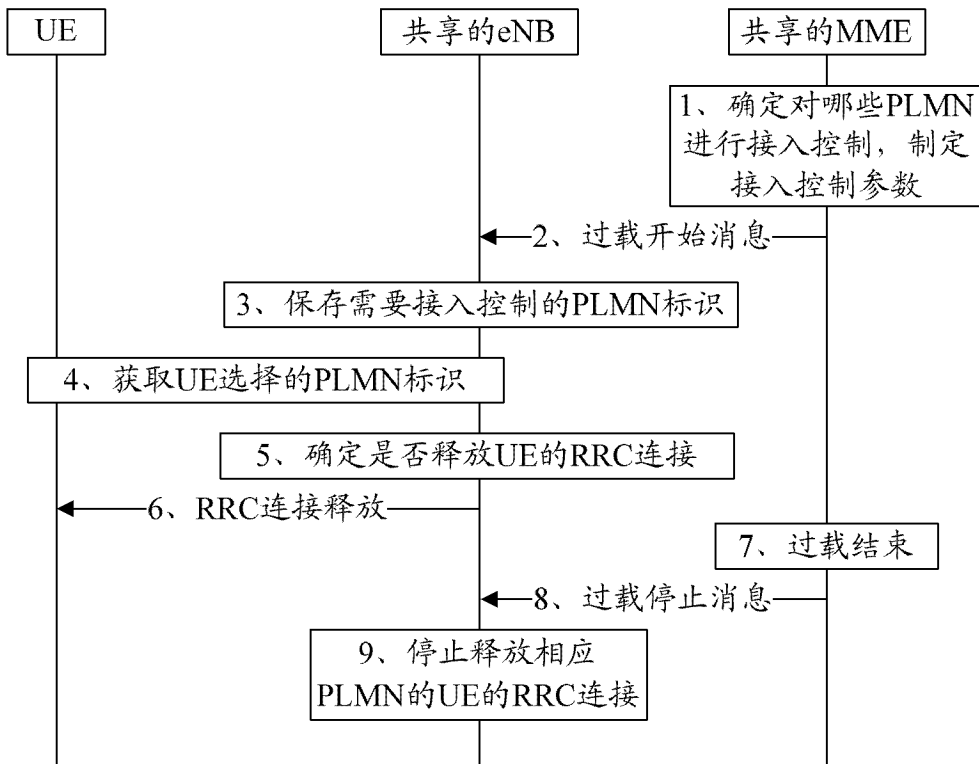 UE
共享的eNB
共享的MME
1、确定对哪些PLMN
进行接入控制，制定
接入控制参数
2、过载开始消息
3、保存需要接入控制的PLMN标识
4、获取UE选择的PLMN标识
5、确定是否释放UE的RRC连接
6、RRC连接释放
7、过载结束
8、过载停止消息
9、停止释放相应
PLMN的UE的RRC连接